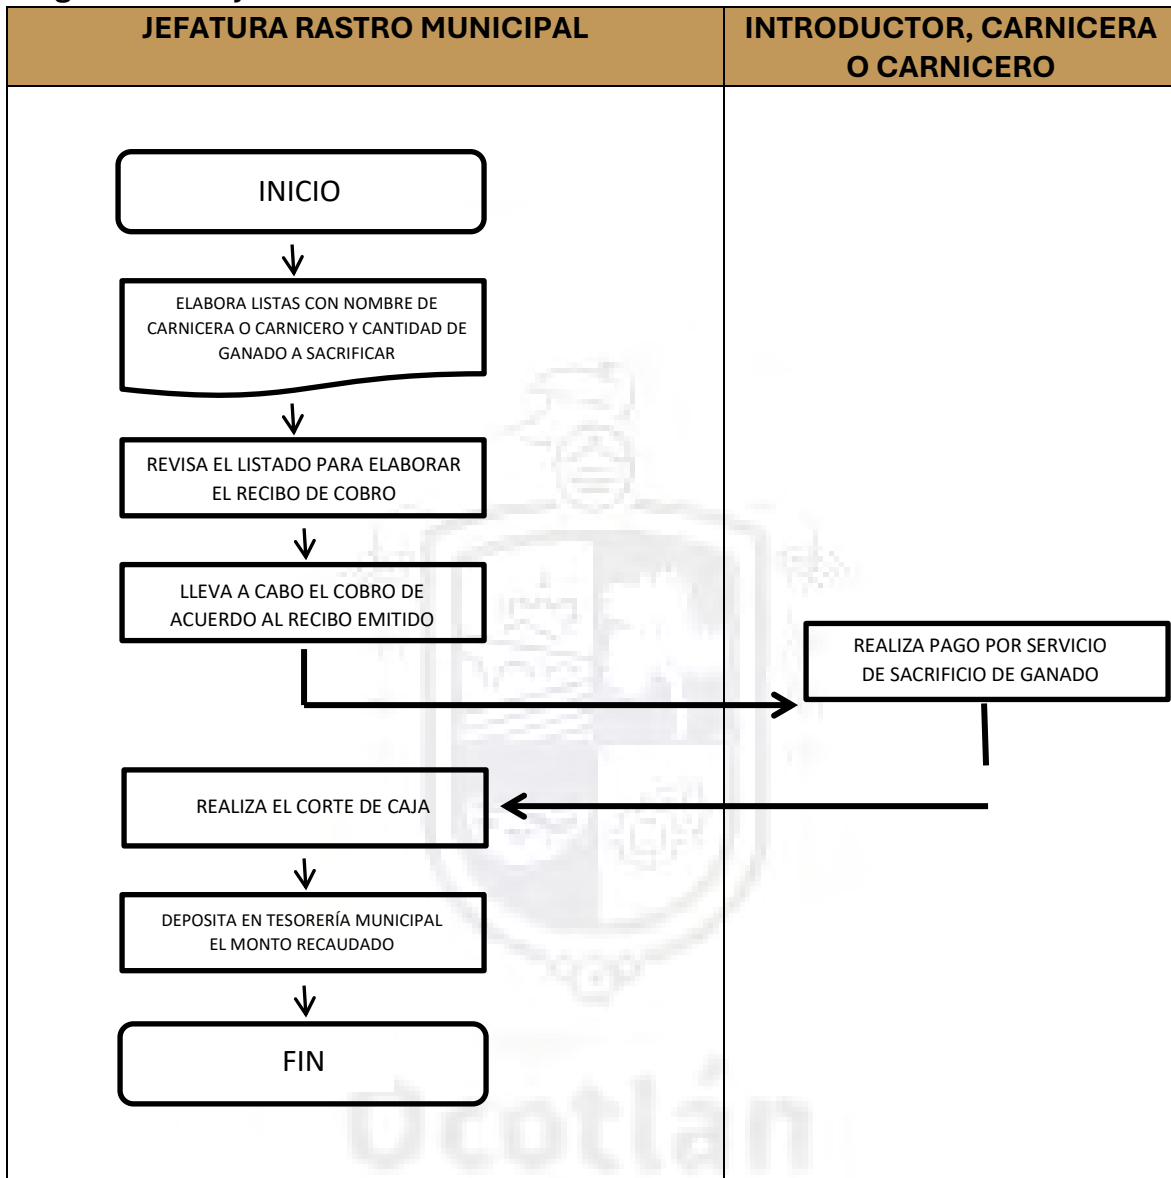 JEFATURA RASTRO MUNICIPAL
INTRODUCTOR, CARNICERA
O CARNICERO
INICIO
ELABORA LISTAS CON NOMBRE DE
CARNICERA O CARNICERO Y CANTIDAD DE
GANADO A SACRIFICAR
REVISA EL LISTADO PARA ELABORAR
EL RECIBO DE COBRO
LLEVA A CABO EL COBRO DE
ACUERDO AL RECIBO EMITIDO
REALIZA PAGO POR SERVICIO
DE SACRIFICIO DE GANADO
REALIZA EL CORTE DE CAJA
DEPOSITA EN TESORERÍA MUNICIPAL
EL MONTO RECAUDADO
FIN
Ocotlán